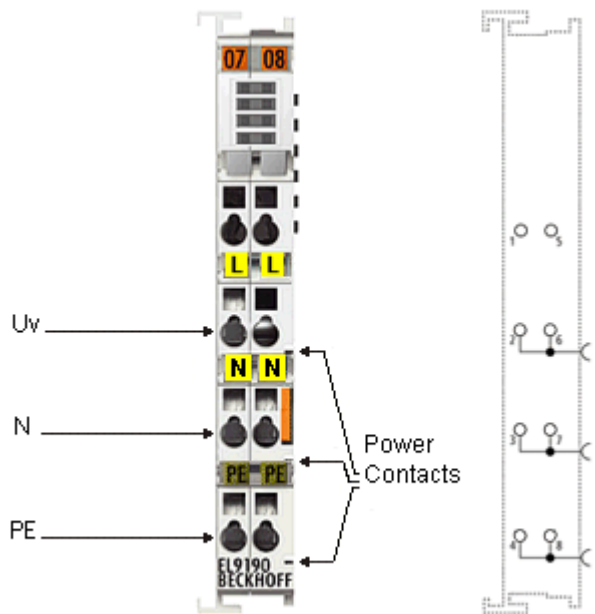 07 08
L L
Uv
N N
N
Power
Contacts
PE PE
PE
EL9190
BECKHOFF
1 5
2 6
3 7
4 8